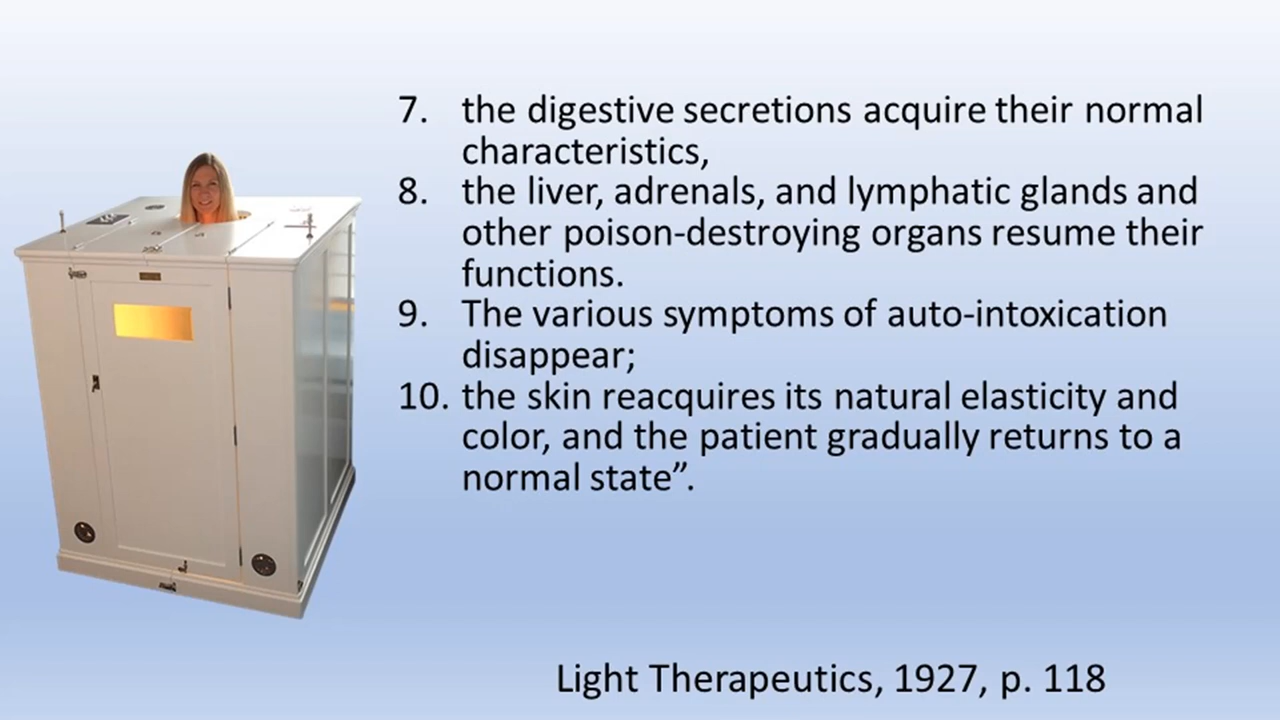 7. the digestive secretions acquire their normal
characteristics,
8. the liver, adrenals, and lymphatic glands and
other poison-destroying organs resume their
functions.
9. The various symptoms of auto-intoxication
disappear;
10. the skin reacquires its natural elasticity and
color, and the patient gradually returns to a
normal state”.
Light Therapeutics, 1927, p. 118